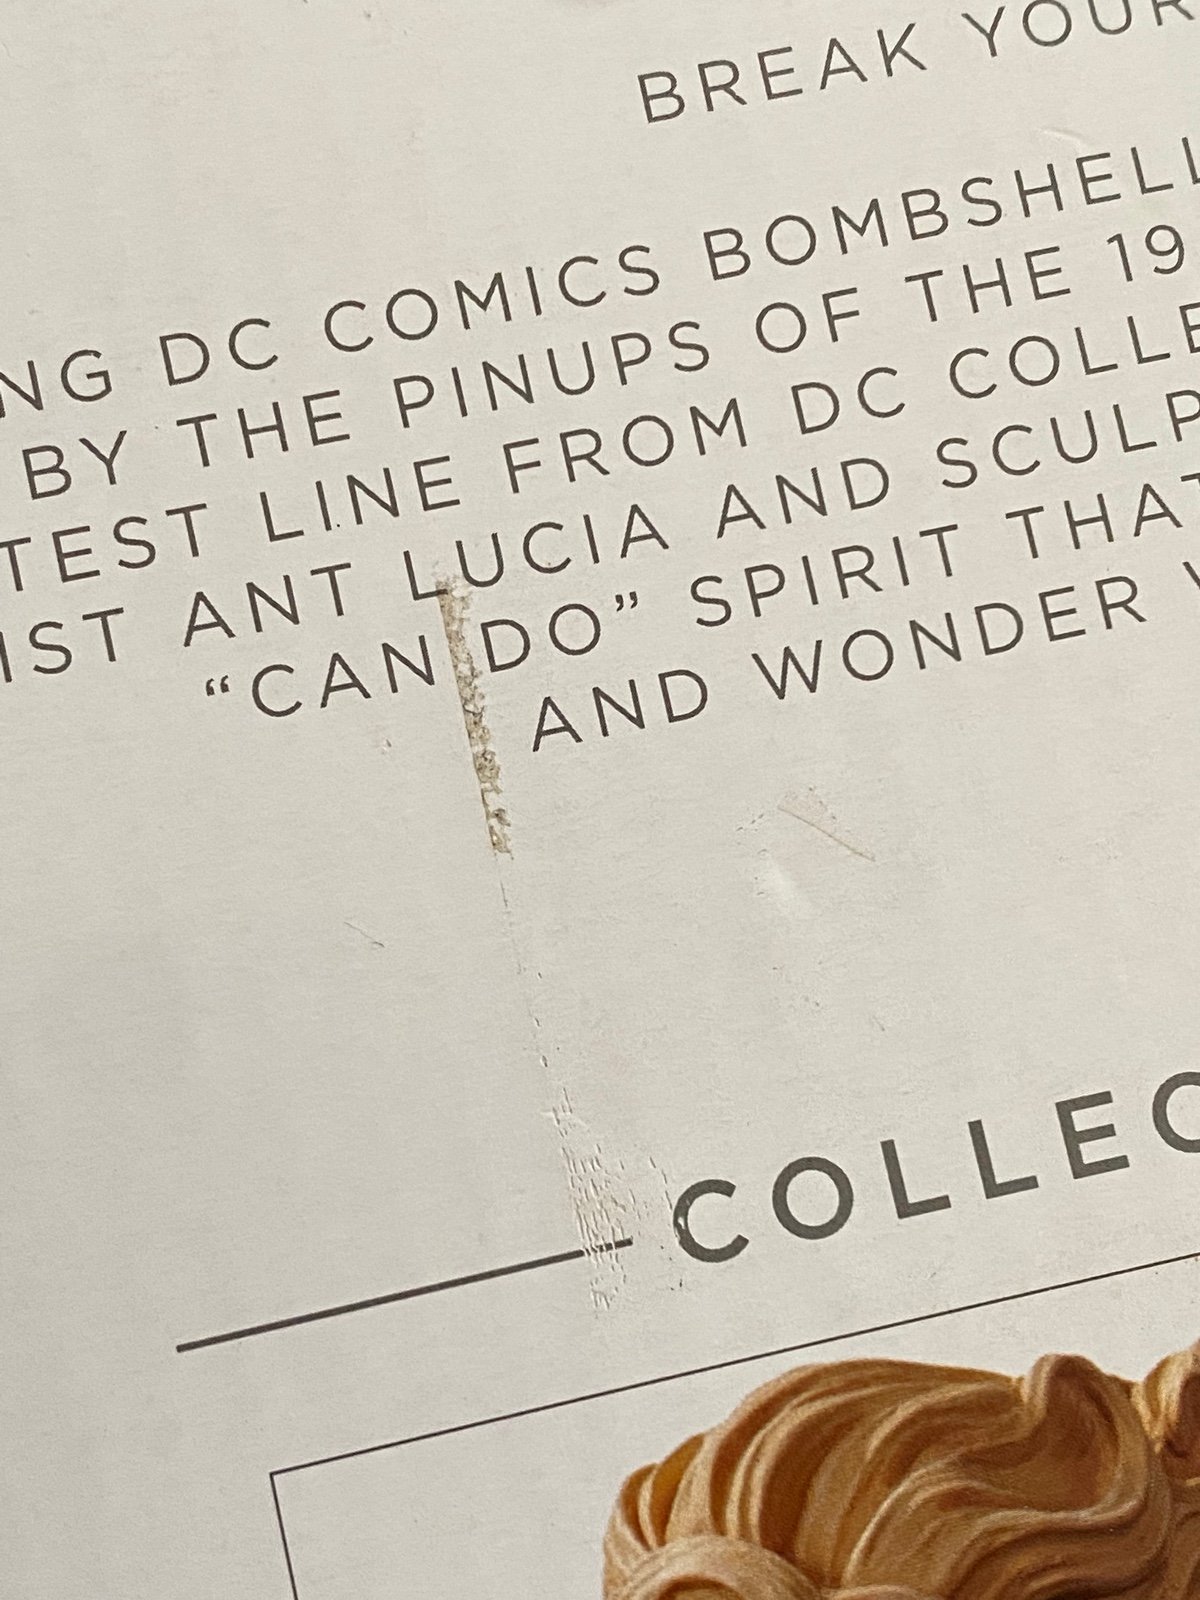 BREAK YOUR
NG DC COMICS BOMBSHELL
BY THE PINUPS OF THE 19
TEST LINE FROM DC COLLE
IST ANT LUCIA AND SCULP
“CAN DO” SPIRIT THAT
AND WONDER
COLLEC